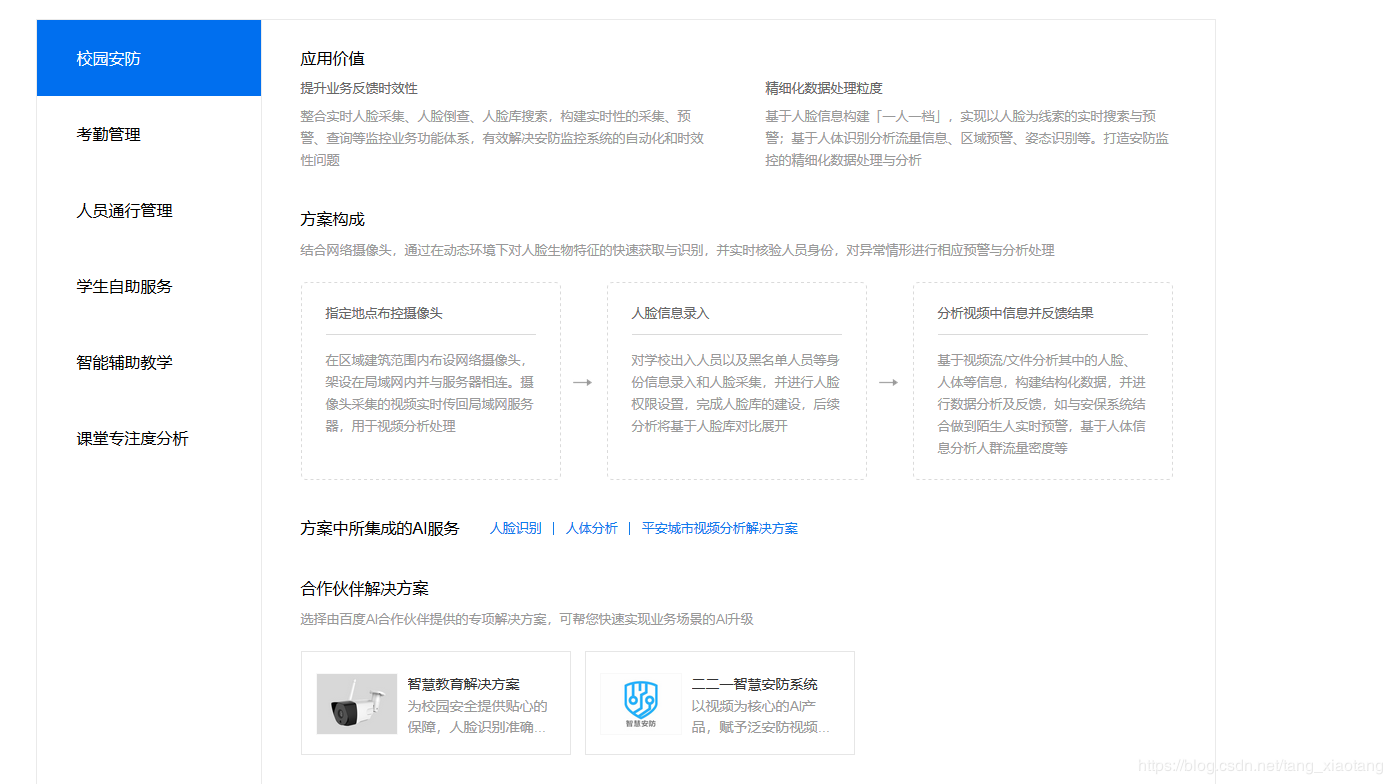 校园安防
考勤管理
人员通行管理
学生自助服务
智能辅助教学
课堂专注度分析
应用价值
提升业务反馈时效性
整合实时人脸采集、人脸倒查、人脸库搜索，构建实时性的采集、预
警、查询等监控业务功能体系，有效解决安防监控系统的自动化和时效
性问题
精细化数据处理粒度
基于人脸信息构建「一人一档」，实现以人脸为线索的实时搜索与预
警；基于人体识别分析流量信息、区域预警、姿态识别等。打造安防监
控的精细化数据处理与分析
方案构成
结合网络摄像头，通过在动态环境下对人脸生物特征的快速获取与识别，并实时核验人员身份，对异常情形进行相应预警与分析处理
指定地点布控摄像头
在区域建筑范围内布设网络摄像头，
架设在局域网内并与服务器相连。摄
像头采集的视频实时传回局域网服务
器，用于视频分析处理
人脸信息录入
对学校出入人员以及黑名单人员等身
份信息录入和人脸采集，并进行人脸
权限设置，完成人脸库的建设，后续
分析将基于人脸库对比展开
分析视频中信息并反馈结果
基于视频流/文件分析其中的人脸、
人体等信息，构建结构化数据，并进
行数据分析及反馈，如与安保系统结
合做到陌生人实时预警，基于人体信
息分析人群流量密度等
方案中所集成的AI服务 人脸识别 | 人体分析 | 平安城市视频分析解决方案
合作伙伴解决方案
选择由百度AI合作伙伴提供的专项解决方案，可帮您快速实现业务场景的AI升级
智慧教育解决方案
为校园安全提供贴心的
保障，人脸识别准确...
智慧安防
二二一智慧安防系统
以视频为核心的AI产
品，赋予泛安防视频...
https://blog.csdn.net/tang_xiaotang